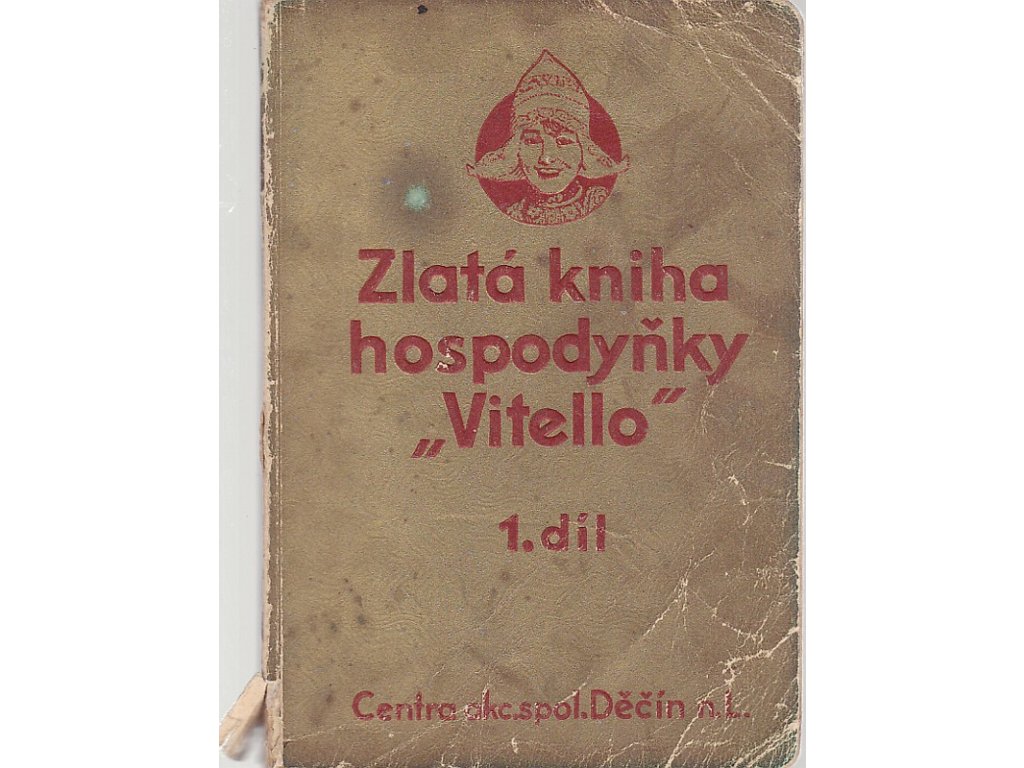 Zlatá kniha
hospodyňky
„Vitello"
1. díl
Centra akc.spol.Děčín n.L.